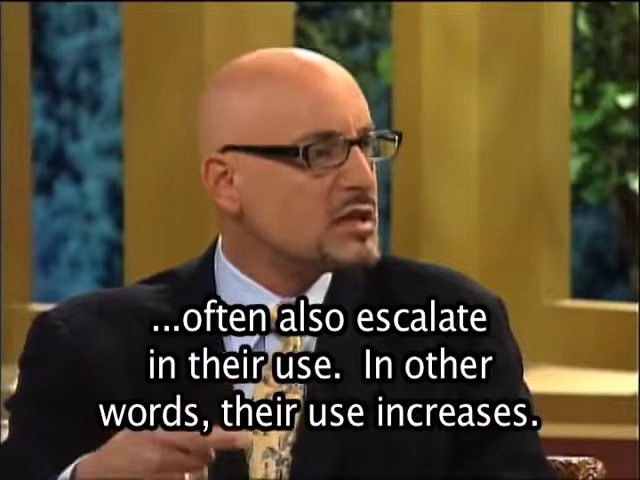 ...often also escalate
in their use.  In other
words, their use increases.